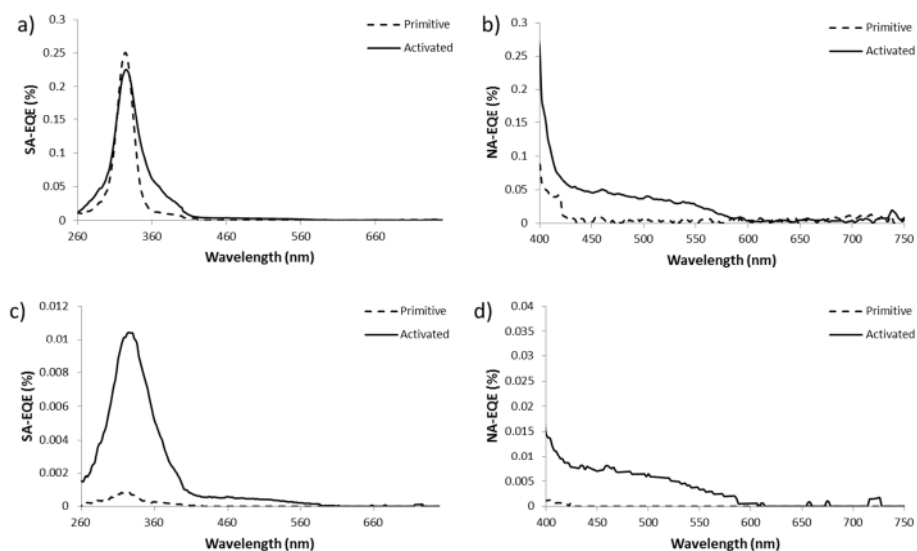 a)
0.3
0.25
0.2
0.15
0.1
0.05
0
SA-EQE (%)
260 360 460 560 660
Wavelength (nm)
Primitive
Activated
b)
0.3
0.25
0.2
0.15
0.1
0.05
0
NA-EQE (%)
400 450 500 550 600 650 700 750
Wavelength (nm)
Primitive
Activated
c)
0.012
0.01
0.008
0.006
0.004
0.002
0
SA-EQE (%)
260 360 460 560 660
Wavelength (nm)
Primitive
Activated
d)
0.04
0.035
0.03
0.025
0.02
0.015
0.01
0.005
0
NA-EQE (%)
400 450 500 550 600 650 700 750
Wavelength (nm)
Primitive
Activated